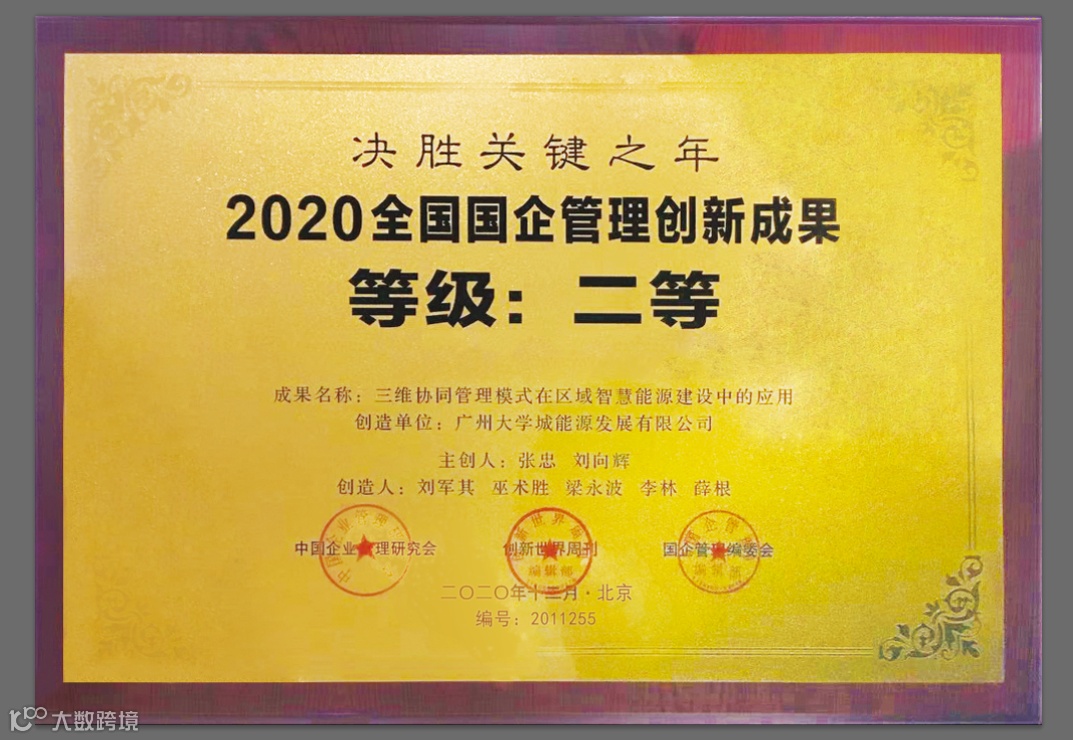 决胜关键之年
2020全国国企管理创新成果
等级：二等
成果名称：三维协同管理模式在区域智慧能源建设中的应用
创造单位：广州大学城能源发展有限公司
主创人：张忠 刘向辉
创造人：刘军其 巫术胜 梁永波 李林 薛根
中国企业管理研究会 创新世界周刊 国企管理编委会
编辑部 编辑部
二〇二〇年十二月·北京
编号：2011255
大数跨境